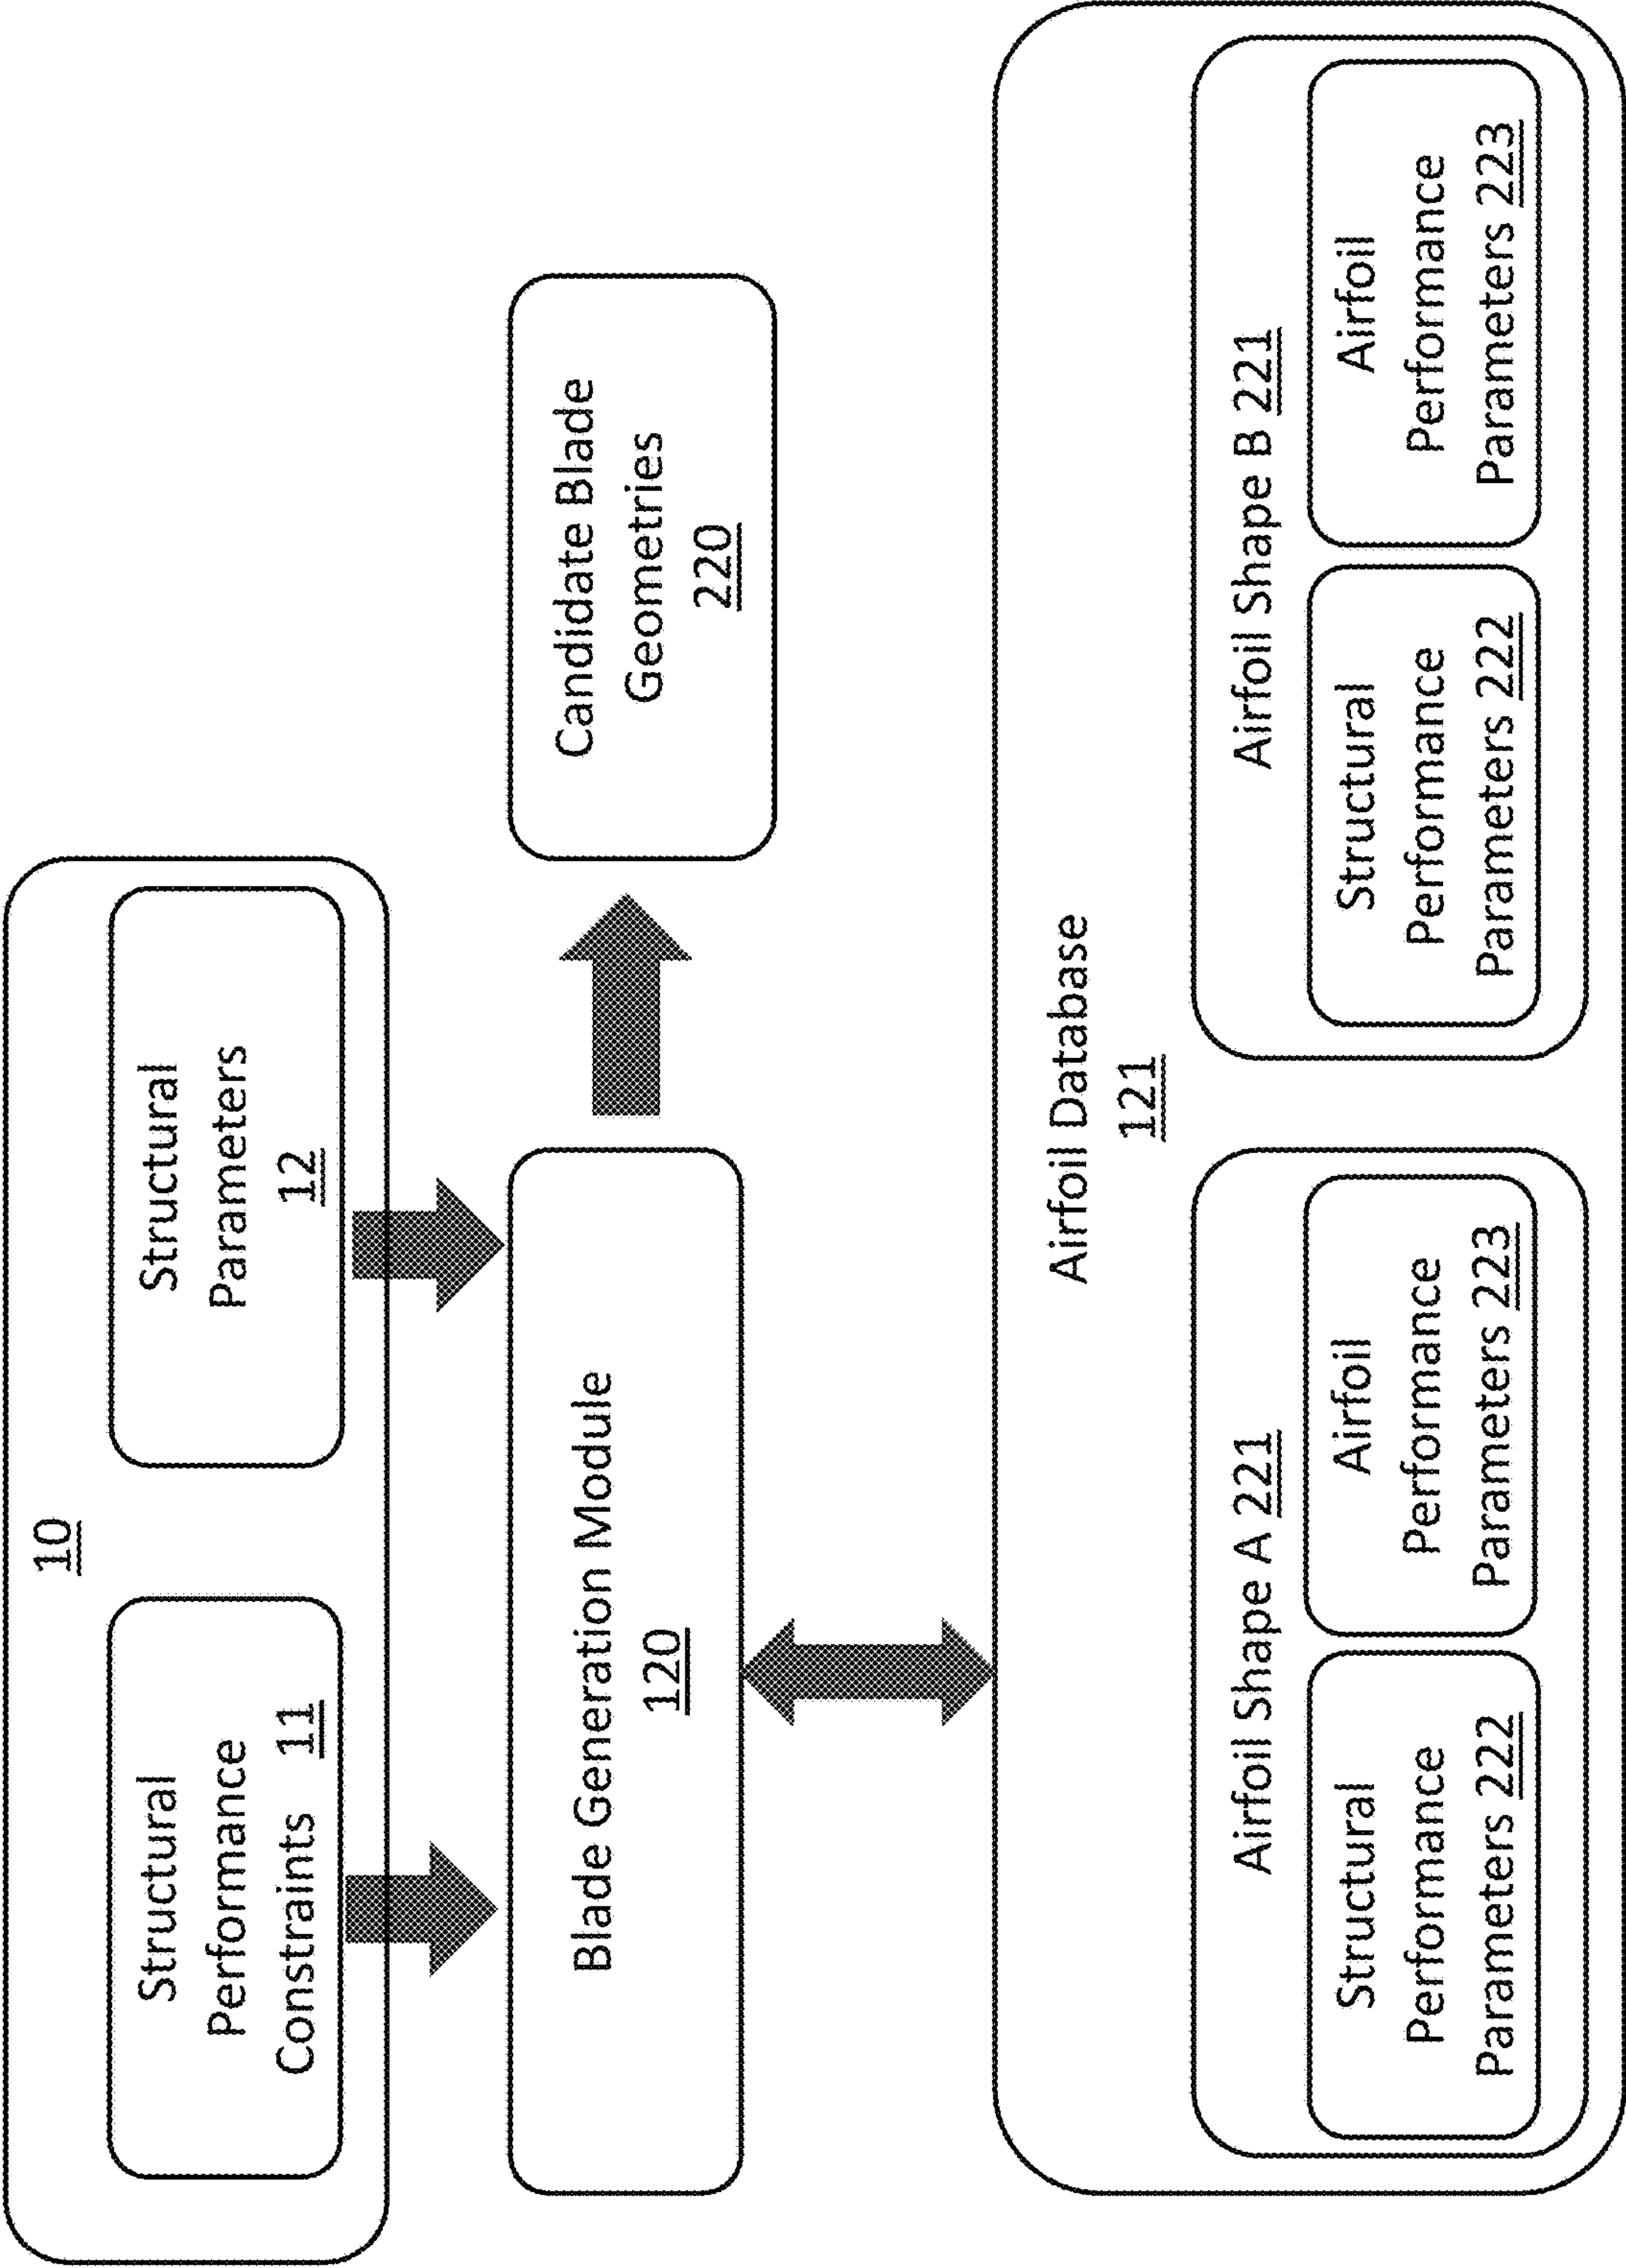 10
Structural
Performance
Constraints 11
Structural
Parameters
12
Blade Generation Module
120
Candidate Blade
Geometries
220
Airfoil Database
121
Airfoil Shape A 221
Structural
Performance
Parameters 222
Airfoil
Performance
Parameters 223
Airfoil Shape B 221
Structural
Performance
Parameters 222
Airfoil
Performance
Parameters 223